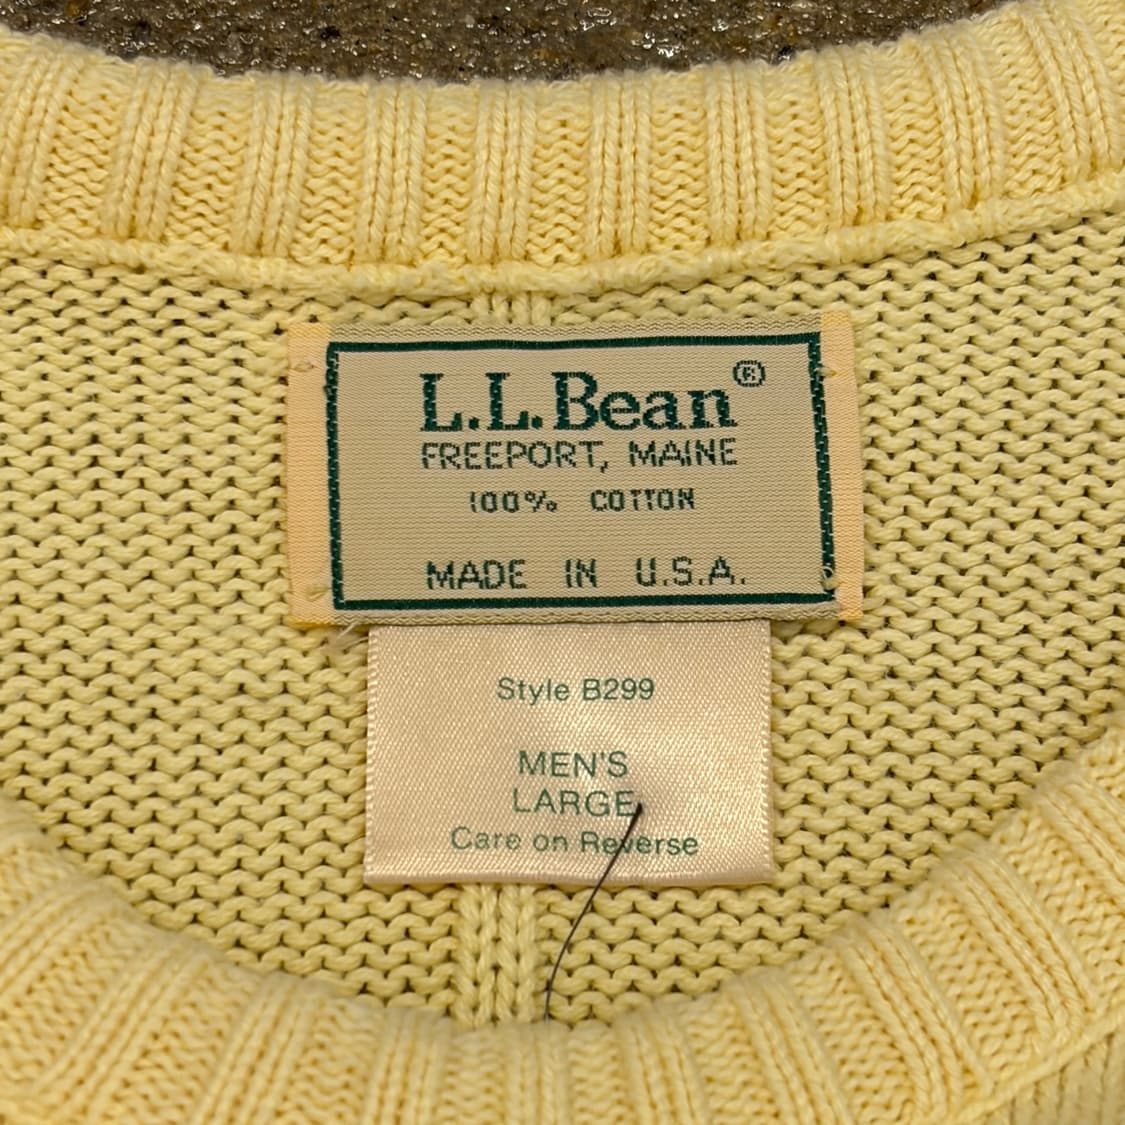 L.L.Bean®
FREEPORT, MAINE
100% COTTON
MADE IN U.S.A.
Style B299
MEN'S
LARGE
Care on Reverse